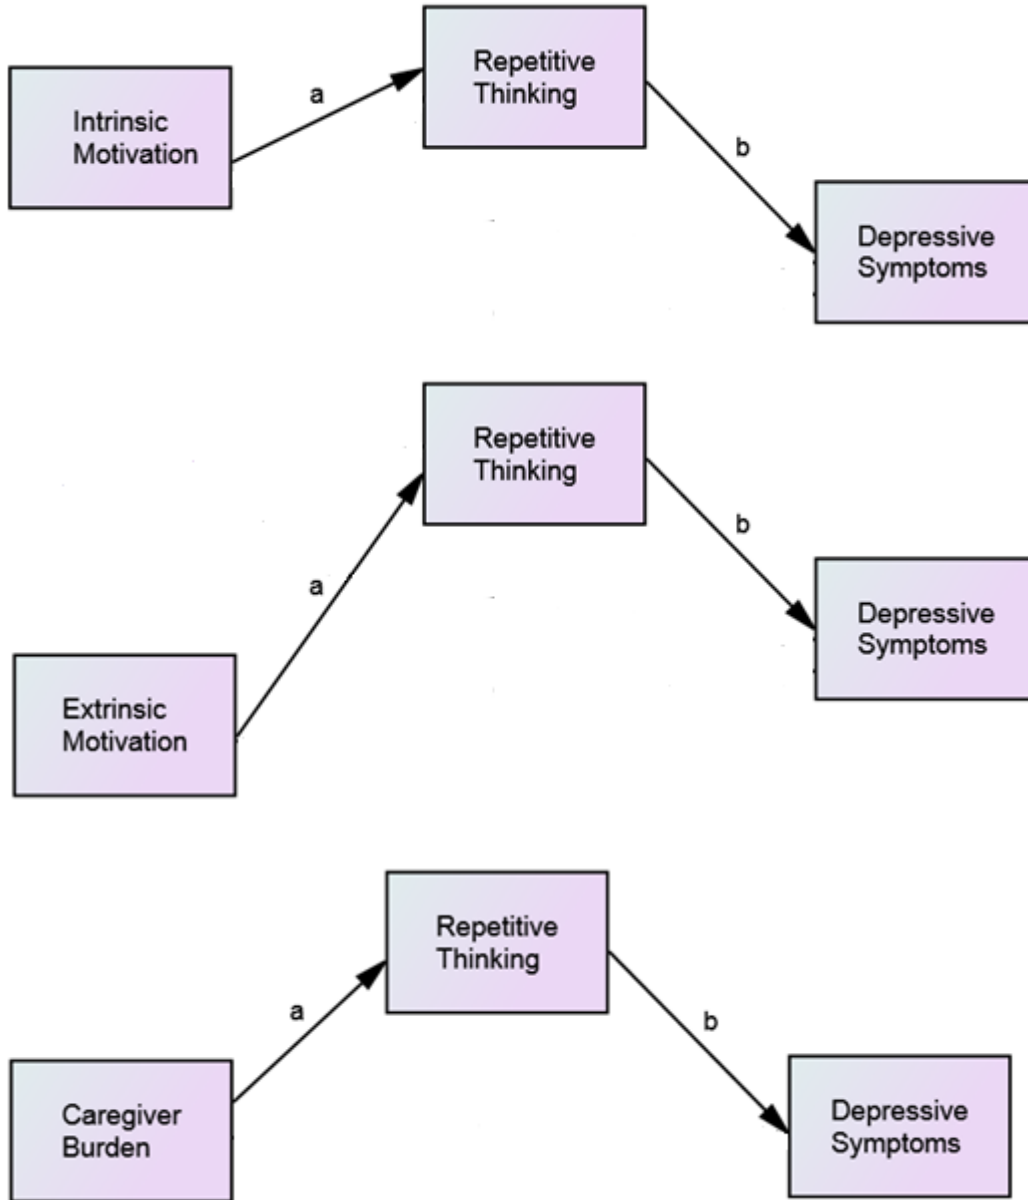 Repetitive
Thinking
a
Intrinsic
Motivation
b
Depressive
Symptoms
Repetitive
Thinking
b
a
Depressive
Symptoms
Extrinsic
Motivation
Repetitive
Thinking
a
b
Caregiver
Burden
Depressive
Symptoms